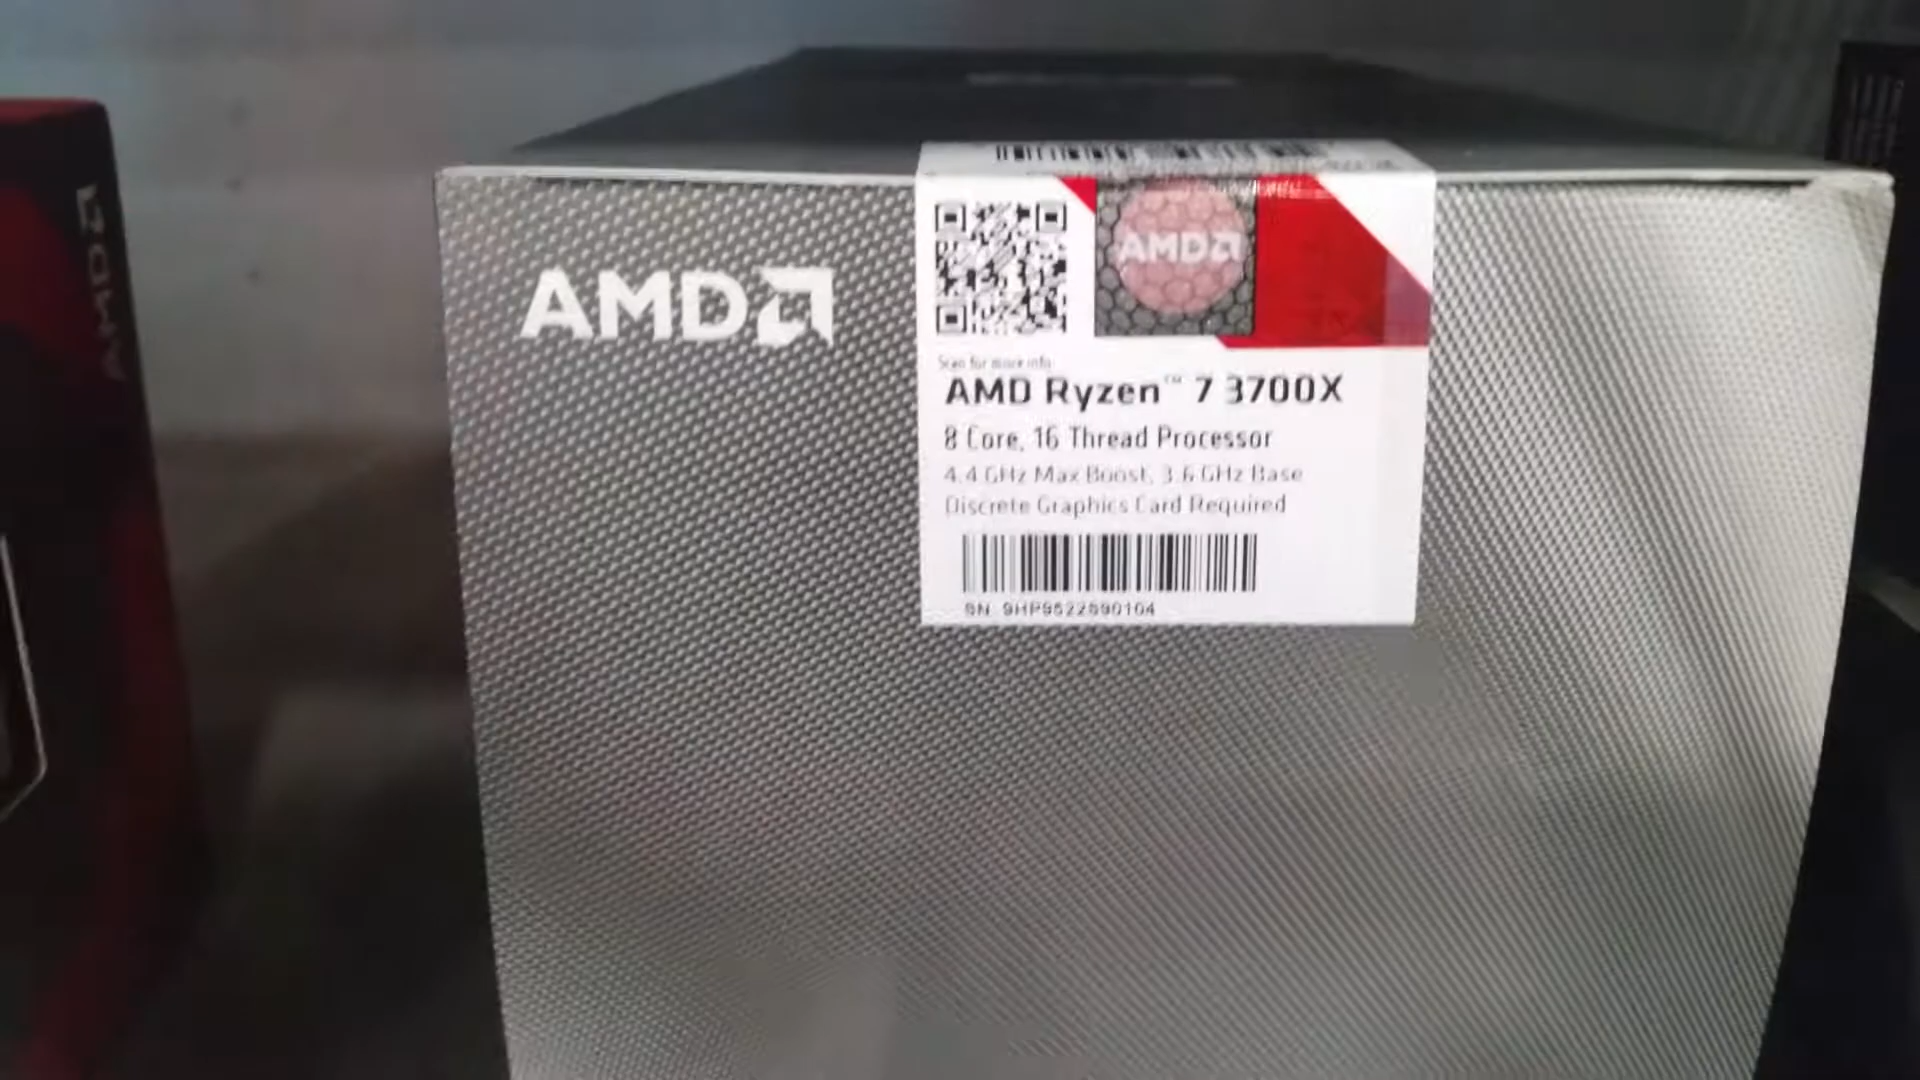 AMD
AMD
AMD
Scan for more info
AMD Ryzen™ 7 3700X
8 Core, 16 Thread Processor
4.4 GHz Max Boost, 3.6 GHz Base
Discrete Graphics Card Required
SN 9HP9522S90104